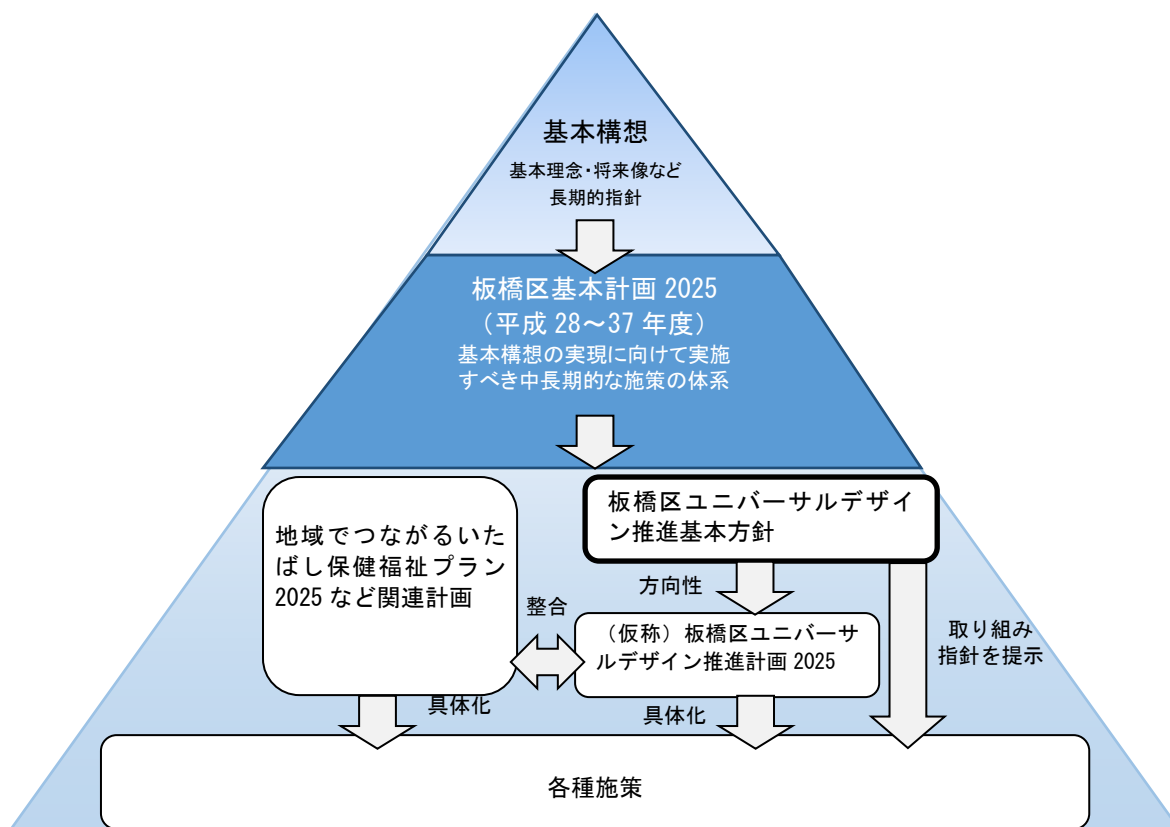 基本構想
基本理念・将来像など
長期的指針
板橋区基本計画 2025
(平成 28~37 年度)
基本構想の実現に向けて実施
すべき中長期的な施策の体系
地域でつながるいた
ばし保健福祉プラン
2025 など関連計画
板橋区ユニバーサルデザイ
ン推進基本方針
方向性
整合
(仮称)板橋区ユニバーサ
ルデザイン推進計画 2025
取り組み
指針を提示
具体化
具体化
各種施策